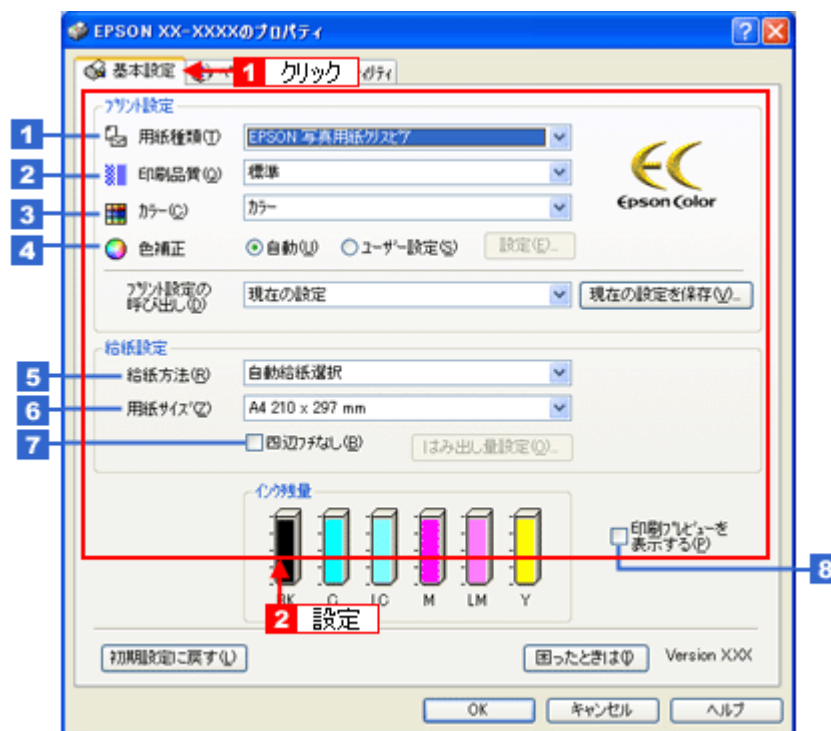 EPSON XX-XXXXのプロパティ
基本設定
1 クリック
ﾃｨﾘﾃｨ
ﾌﾟﾘﾝﾄ設定
1 用紙種類(T) EPSON 写真用紙ｸﾘｽﾋﾟｱ
2 印刷品質(Q) 標準
3 ｶﾗｰ(C) ｶﾗｰ
EPSON Color
4 色補正 自動(U) ﾕｰｻﾞｰ設定(S) 設定(E)...
ﾌﾟﾘﾝﾄ設定の
呼び出し(D) 現在の設定 現在の設定を保存(V)...
給紙設定
5 給紙方法(R) 自動給紙選択
6 用紙ｻｲｽﾞ(Z) A4 210 x 297 mm
7 四辺ﾌﾁなし(B) はみ出し量設定(O)...
ｲﾝｸ残量
印刷ﾌﾟﾚﾋﾞｭｰを
表示する(P)
8
BK C LC M LM Y
2 設定
初期設定に戻す(L) 困ったときは(I) Version XXX
OK ｷｬﾝｾﾙ ﾍﾙﾌﾟ